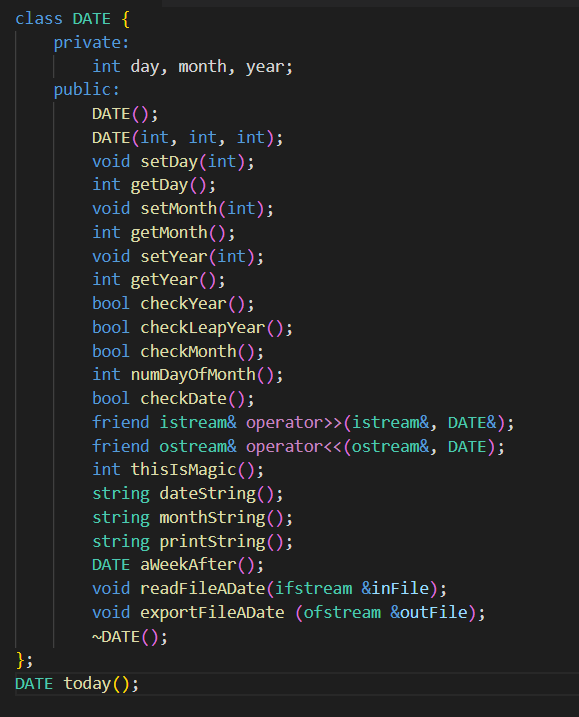 class DATE {
private:
int day, month, year;
public:
DATE();
DATE(int, int, int);
void setDay(int);
int getDay();
void setMonth(int);
int getMonth();
void setYear(int);
int getYear();
bool checkYear();
bool checkLeapYear();
bool checkMonth();
int numDayOfMonth();
bool checkDate();
friend istream& operator>>(istream&, DATE&);
friend ostream& operator<<(ostream&, DATE);
int thisIsMagic();
string dateString();
string monthString();
string printString();
DATE aWeekAfter();
void readFileADate(ifstream &inFile);
void exportFileADate (ofstream &outFile);
~DATE();
};
DATE today();